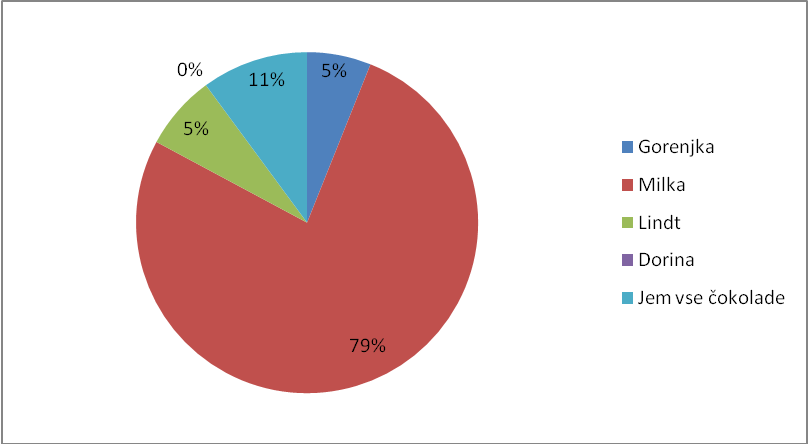 0%
11%
5%
5%
79%
Gorenjka
Milka
Lindt
Dorina
Jem vse čokolade